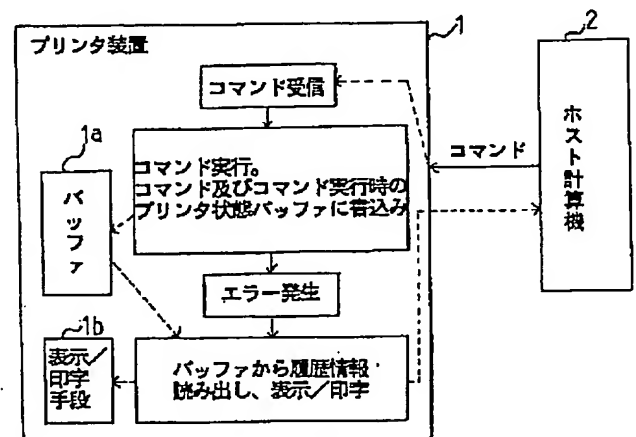 プリンタ装置
1
2
コマンド受信
コマンド
ホスト計算機
1a
バッファ
コマンド実行。
コマンド及びコマンド実行時の
プリンタ状態バッファに書込み
エラー発生
1b
表示/
印字
手段
バッファから履歴情報
読み出し、表示/印字